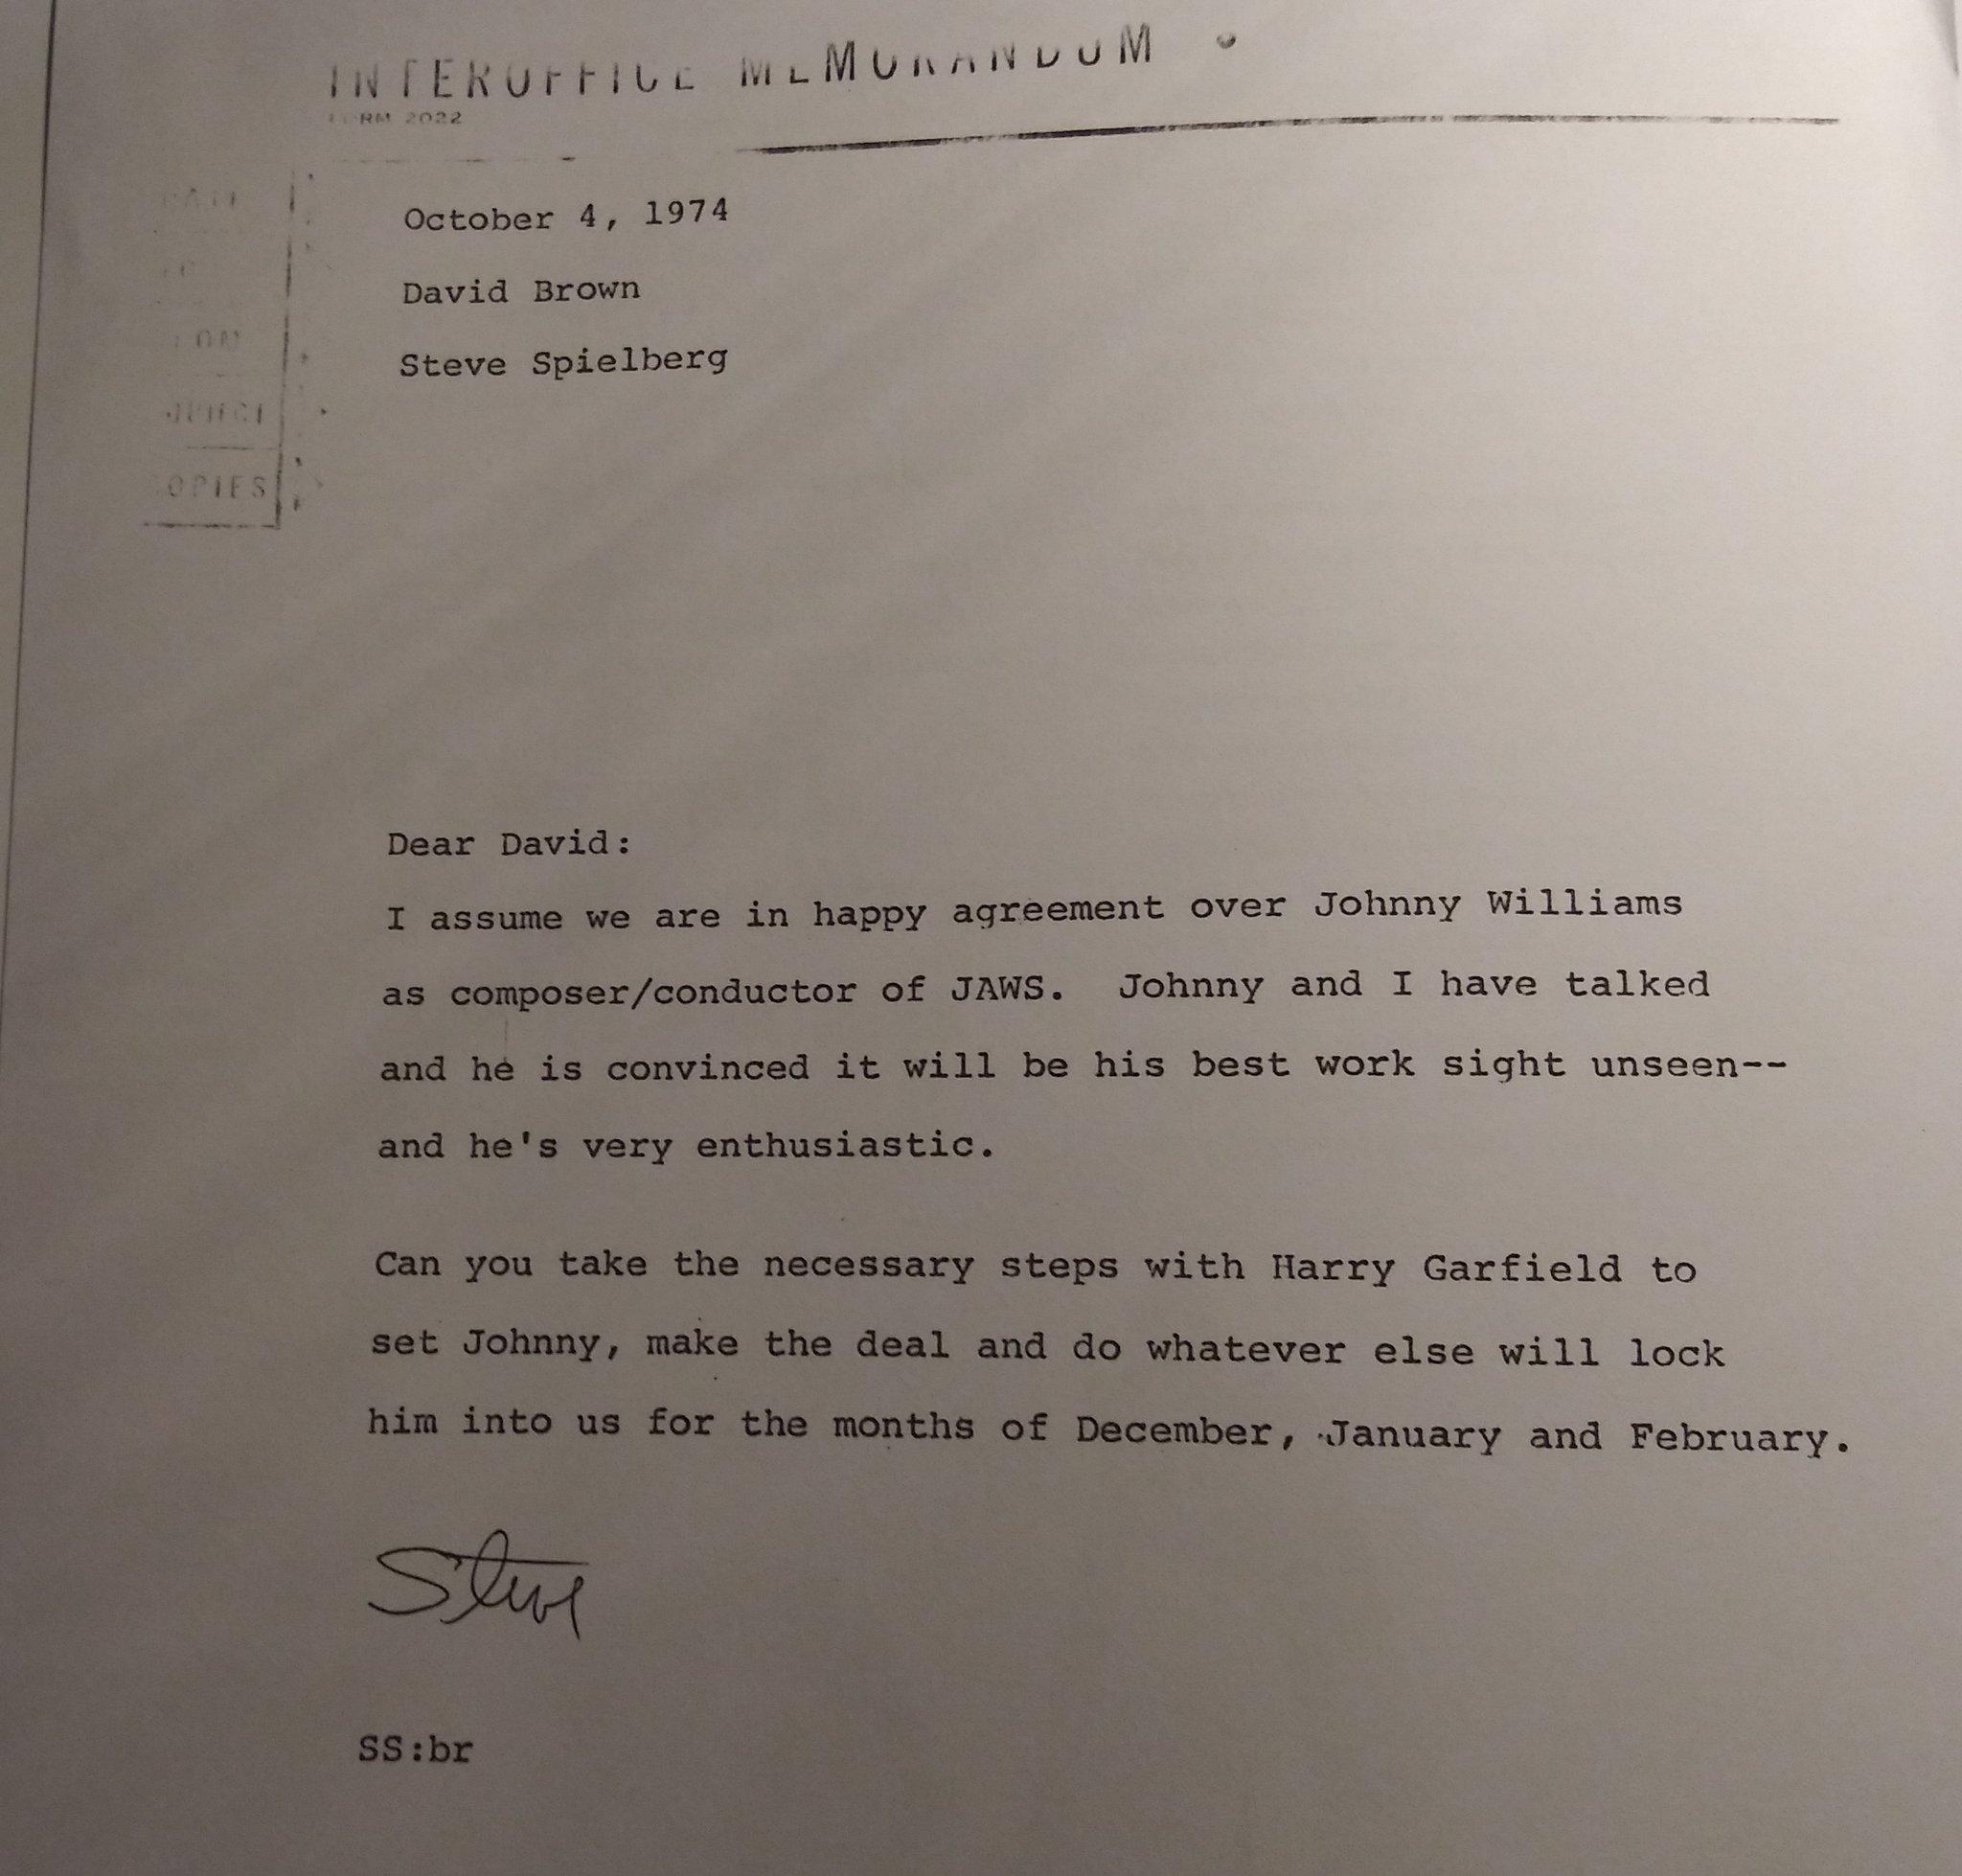 INTEROFFICE MEMORANDUM
RM 2022
October 4, 1974
David Brown
Steve Spielberg
OPIES
Dear David:
I assume we are in happy agreement over Johnny Williams
as composer/conductor of JAWS. Johnny and I have talked
and he is convinced it will be his best work sight unseen--
and he's very enthusiastic.
Can you take the necessary steps with Harry Garfield to
set Johnny, make the deal and do whatever else will lock
him into us for the months of December, January and February.
Steve
SS:br